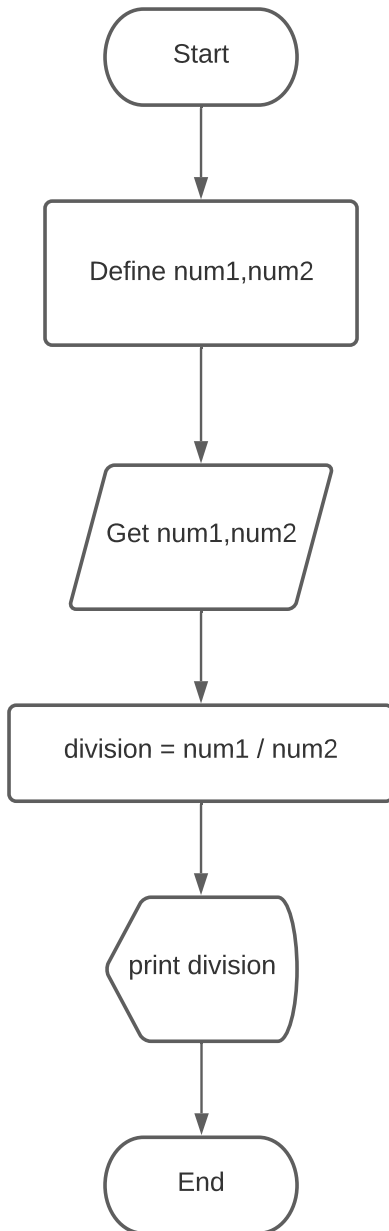 Start
Define num1,num2
Get num1,num2
division = num1 / num2
print division
End